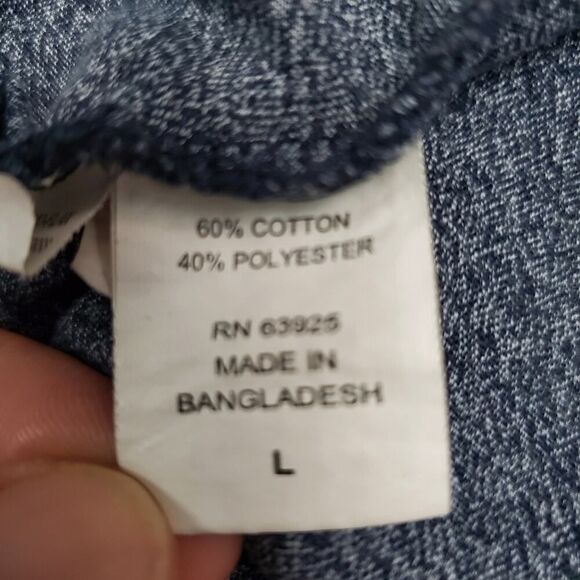 60% COTTON
40% POLYESTER
RN 63925
MADE IN
BANGLADESH
L